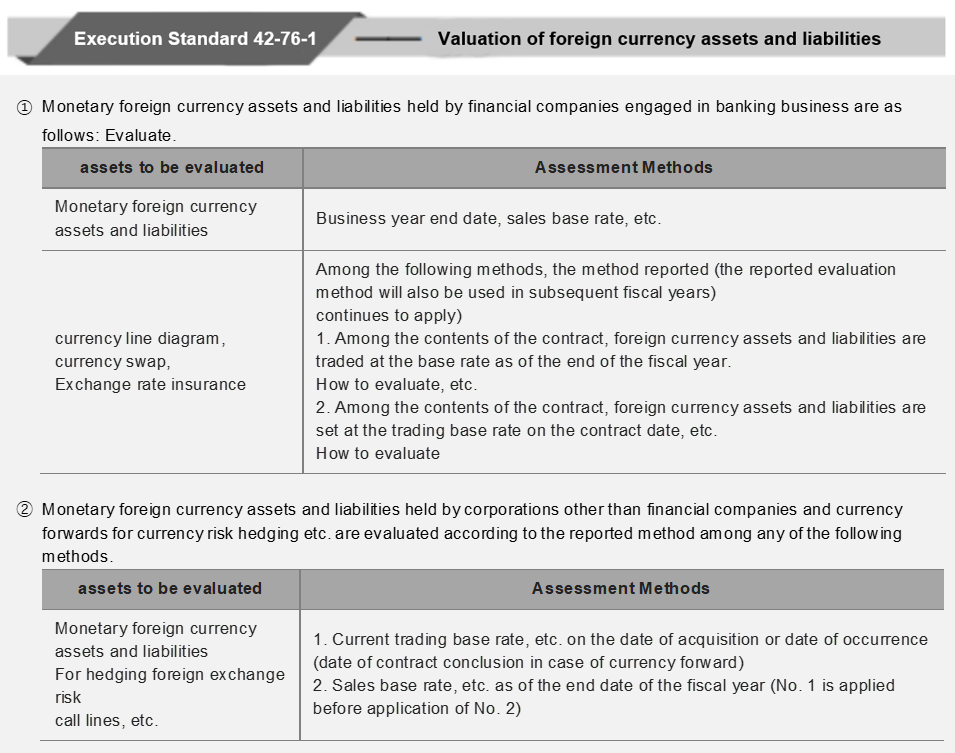 Execution Standard 42-76-1
Valuation of foreign currency assets and liabilities
① Monetary foreign currency assets and liabilities held by financial companies engaged in banking business are as
follows: Evaluate.
assets to be evaluated
Assessment Methods
Monetary foreign currency
assets and liabilities
Business year end date, sales base rate, etc.
currency line diagram,
currency swap,
Exchange rate insurance
Among the following methods, the method reported (the reported evaluation
method will also be used in subsequent fiscal years)
continues to apply)
1. Among the contents of the contract, foreign currency assets and liabilities are
traded at the base rate as of the end of the fiscal year.
How to evaluate, etc.
2. Among the contents of the contract, foreign currency assets and liabilities are
set at the trading base rate on the contract date, etc.
How to evaluate
② Monetary foreign currency assets and liabilities held by corporations other than financial companies and currency
forwards for currency risk hedging etc. are evaluated according to the reported method among any of the following
methods.
assets to be evaluated
Assessment Methods
Monetary foreign currency
assets and liabilities
For hedging foreign exchange
risk
call lines, etc.
1. Current trading base rate, etc. on the date of acquisition or date of occurrence
(date of contract conclusion in case of currency forward)
2. Sales base rate, etc. as of the end date of the fiscal year (No. 1 is applied
before application of No. 2)